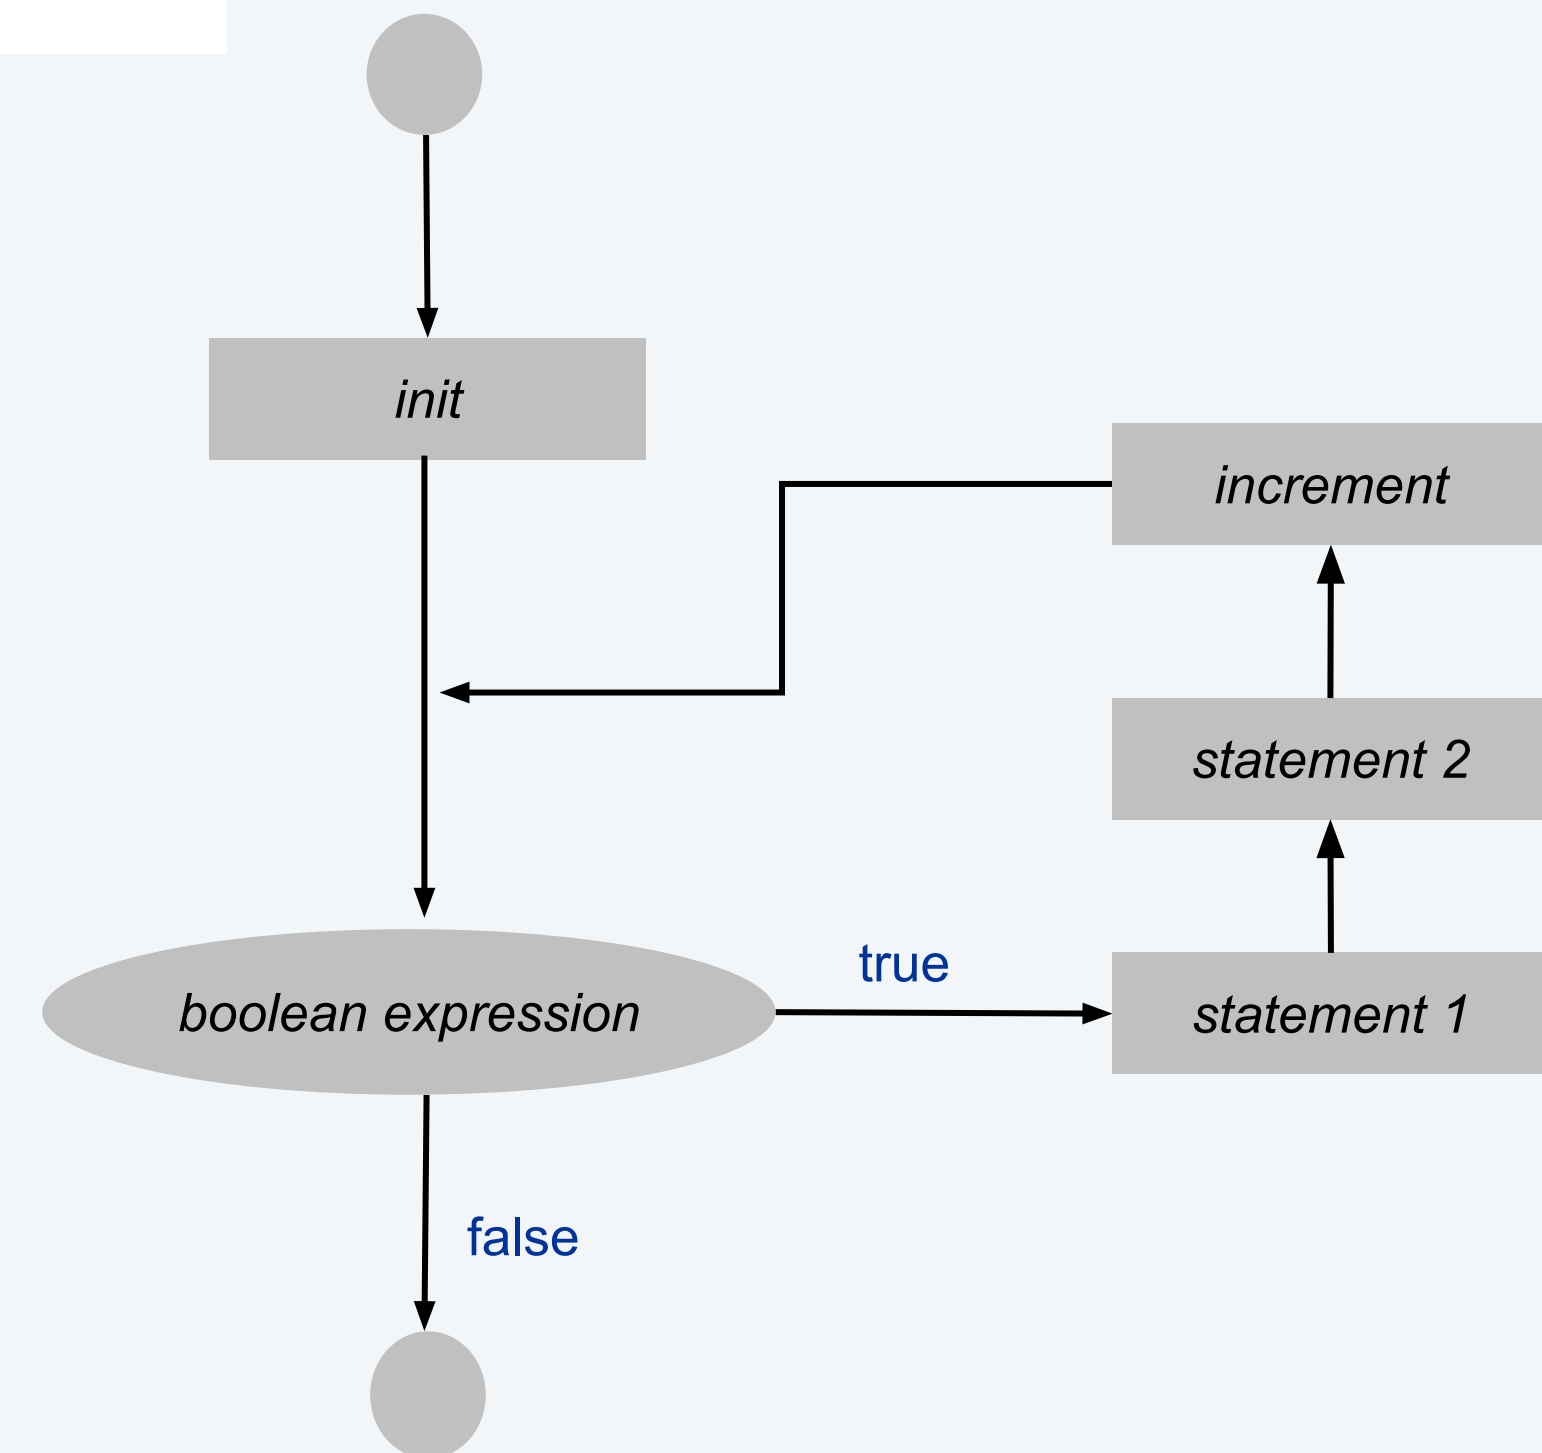 init
increment
statement 2
true
boolean expression
statement 1
false